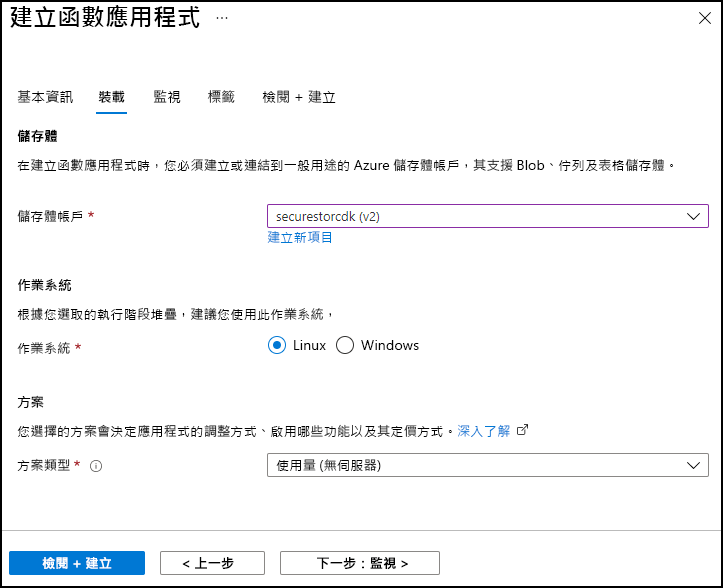 建立函數應用程式 ...
基本資訊 裝載 監視 標籤 檢閱 + 建立
儲存體
在建立函數應用程式時，您必須建立或連結到一般用途的 Azure 儲存體帳戶，其支援 Blob、佇列及表格儲存體。
儲存體帳戶 * securestorcdk (v2)
建立新項目
作業系統
根據您選取的執行階段堆疊，建議您使用此作業系統，
作業系統 * Linux Windows
方案
您選擇的方案會決定應用程式的調整方式、啟用哪些功能以及其定價方式。深入了解
方案類型 * 使用量 (無伺服器)
檢閱 + 建立 < 上一步 下一步：監視 >